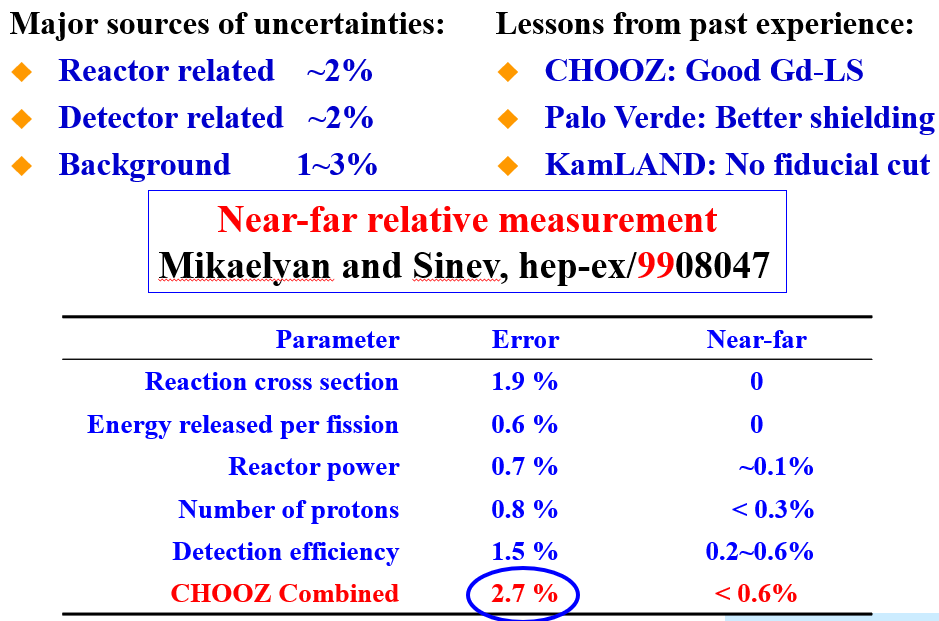 Major sources of uncertainties:
◆ Reactor related ~2%
◆ Detector related ~2%
◆ Background 1~3%
Lessons from past experience:
◆ CHOOZ: Good Gd-LS
◆ Palo Verde: Better shielding
◆ KamLAND: No fiducial cut
Near-far relative measurement
Mikaelyan and Sinev, hep-ex/9908047
Parameter Error Near-far
Reaction cross section 1.9 % 0
Energy released per fission 0.6 % 0
Reactor power 0.7 % ~0.1%
Number of protons 0.8 % < 0.3%
Detection efficiency 1.5 % 0.2~0.6%
CHOOZ Combined 2.7 % < 0.6%